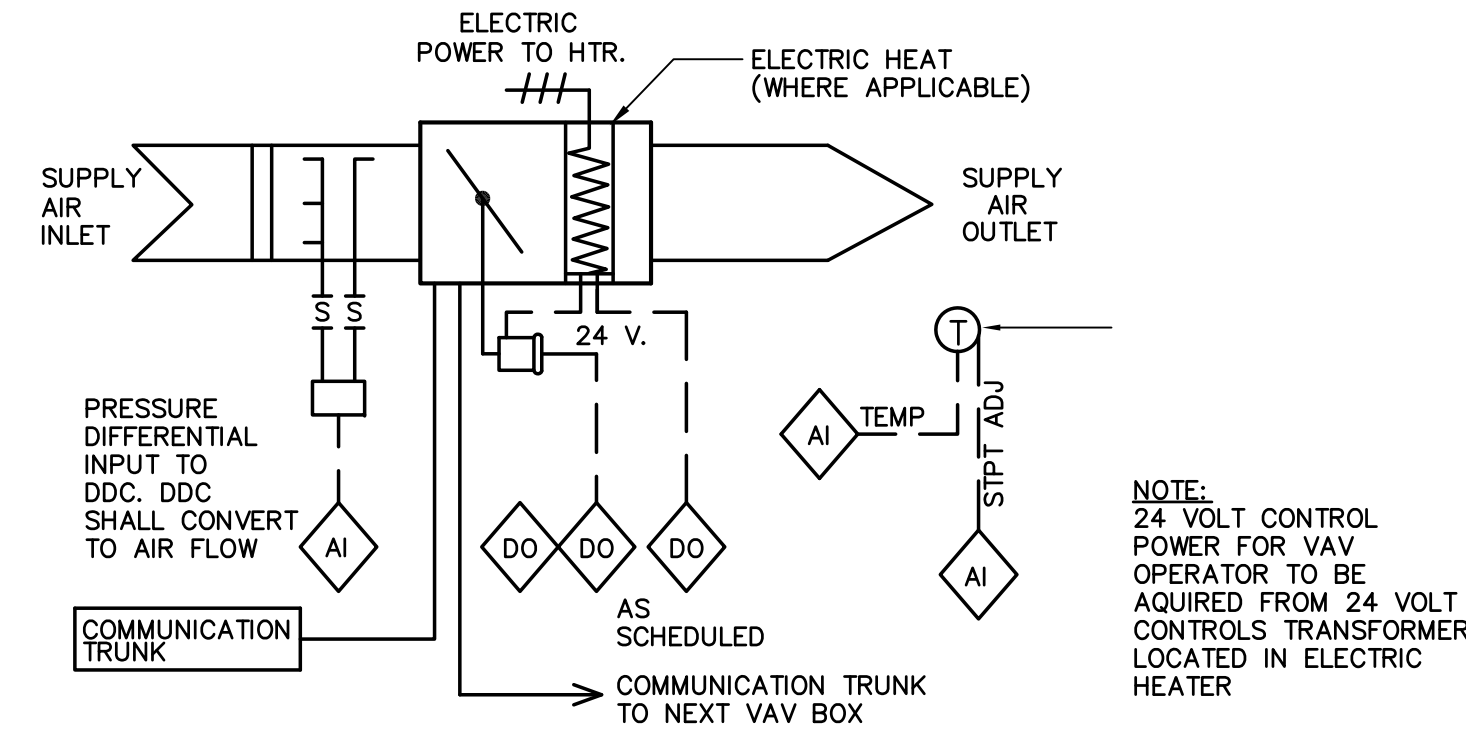 ELECTRIC
POWER TO HTR.
ELECTRIC HEAT
(WHERE APPLICABLE)
SUPPLY
AIR
INLET
SUPPLY
AIR
OUTLET
S S
24 V.
T
PRESSURE
DIFFERENTIAL
INPUT TO
DDC. DDC
SHALL CONVERT
TO AIR FLOW
AI
DO
DO
DO
AS
SCHEDULED
AI
TEMP
STPT ADJ
AI
COMMUNICATION
TRUNK
COMMUNICATION TRUNK
TO NEXT VAV BOX
NOTE:
24 VOLT CONTROL
POWER FOR VAV
OPERATOR TO BE
AQUIRED FROM 24 VOLT
CONTROLS TRANSFORMER
LOCATED IN ELECTRIC
HEATER